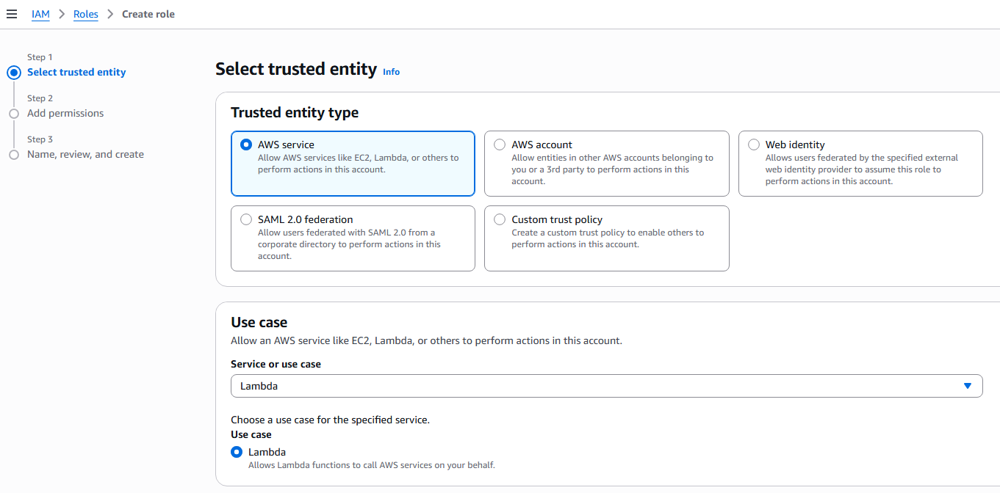 IAM > Roles > Create role
Step 1
Select trusted entity
Step 2
Add permissions
Step 3
Name, review, and create
Select trusted entity Info
Trusted entity type
AWS service
Allow AWS services like EC2, Lambda, or others to
perform actions in this account.
AWS account
Allow entities in other AWS accounts belonging to
you or a 3rd party to perform actions in this
account.
Web identity
Allows users federated by the specified external
web identity provider to assume this role to
perform actions in this account.
SAML 2.0 federation
Allow users federated with SAML 2.0 from a
corporate directory to perform actions in this
account.
Custom trust policy
Create a custom trust policy to enable others to
perform actions in this account.
Use case
Allow an AWS service like EC2, Lambda, or others to perform actions in this account.
Service or use case
Lambda
Choose a use case for the specified service.
Use case
Lambda
Allows Lambda functions to call AWS services on your behalf.